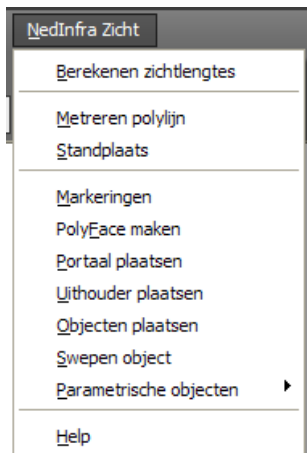 NedInfra Zicht
Berekenen zichtlengtes
Metreren polylijn
Standplaats
Markeringen
PolyFace maken
Portaal plaatsen
Uithouder plaatsen
Objecten plaatsen
Swepen object
Parametrische objecten
Help